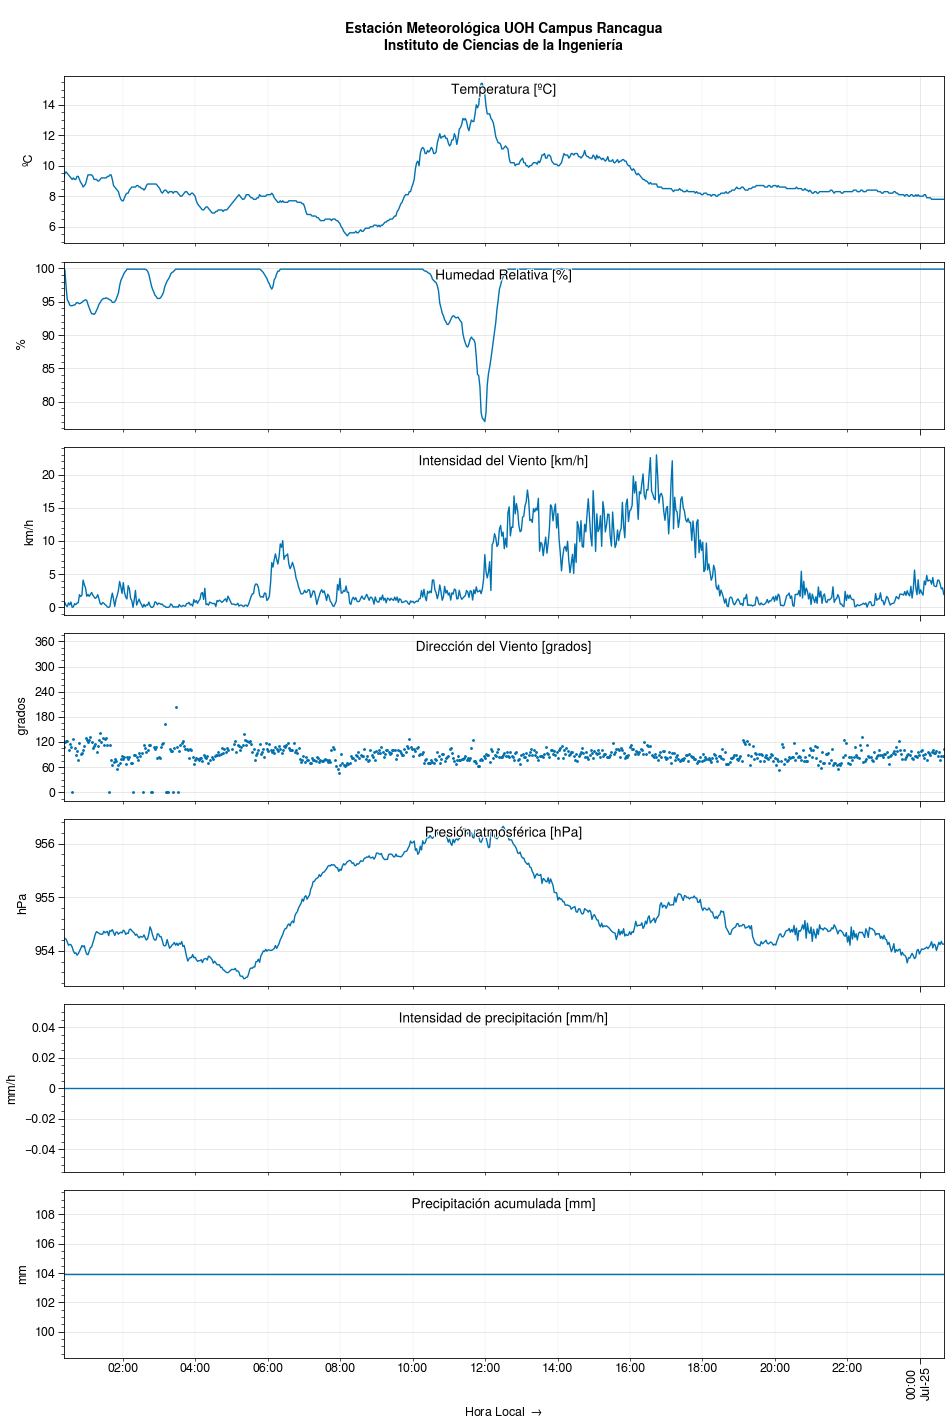 Estación Meteorológica UOH Campus Rancagua
Instituto de Ciencias de la Ingeniería
Temperatura [ºC]
14
12
10
8
6
ºC
Humedad Relativa [%]
100
95
90
85
80
%
Intensidad del Viento [km/h]
20
15
10
5
0
km/h
Dirección del Viento [grados]
360
300
240
180
120
60
0
grados
Presión atmosférica [hPa]
956
955
954
hPa
Intensidad de precipitación [mm/h]
0.04
0.02
0
−0.02
−0.04
mm/h
Precipitación acumulada [mm]
108
106
104
102
100
mm
02:00 04:00 06:00 08:00 10:00 12:00 14:00 16:00 18:00 20:00 22:00 00:00
Jul-25
Hora Local →